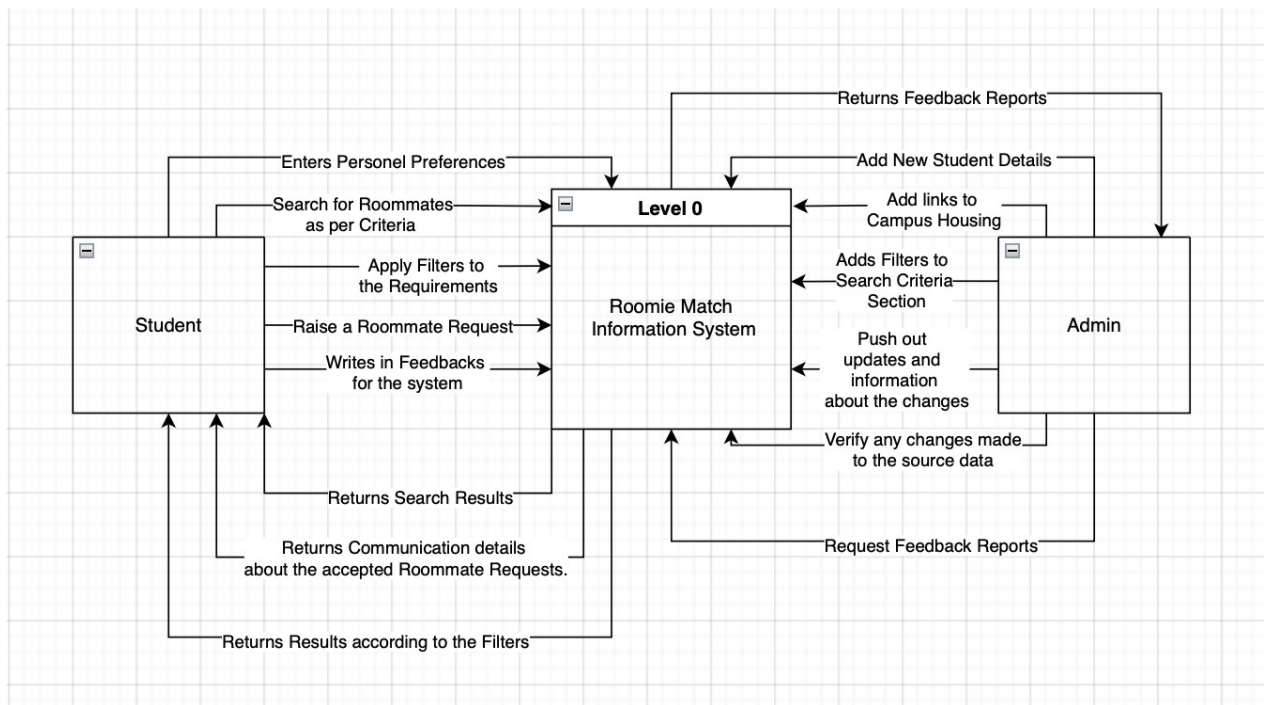 Returns Feedback Reports
Enters Personel Preferences
Add New Student Details
Search for Roommates
as per Criteria
Level 0
Add links to
Campus Housing
Apply Filters to
the Requirements
Adds Filters to
Search Criteria
Section
Student
Raise a Roommate Request
Roomie Match
Information System
Admin
Writes in Feedbacks
for the system
Push out
updates and
information
about the changes
Verify any changes made
to the source data
Returns Search Results
Returns Communication details
about the accepted Roommate Requests.
Request Feedback Reports
Returns Results according to the Filters